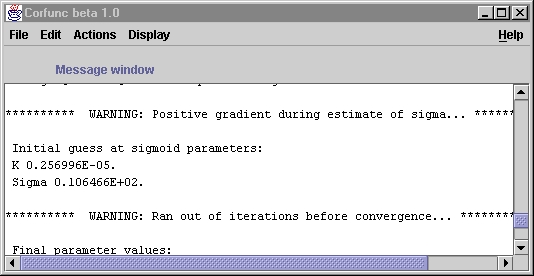 Corfunc beta 1.0
File Edit Actions Display Help
Message window
********** WARNING: Positive gradient during estimate of sigma... ******
Initial guess at sigmoid parameters:
K 0.256996E-05.
Sigma 0.106466E+02.
********** WARNING: Ran out of iterations before convergence... ********
Final parameter values: